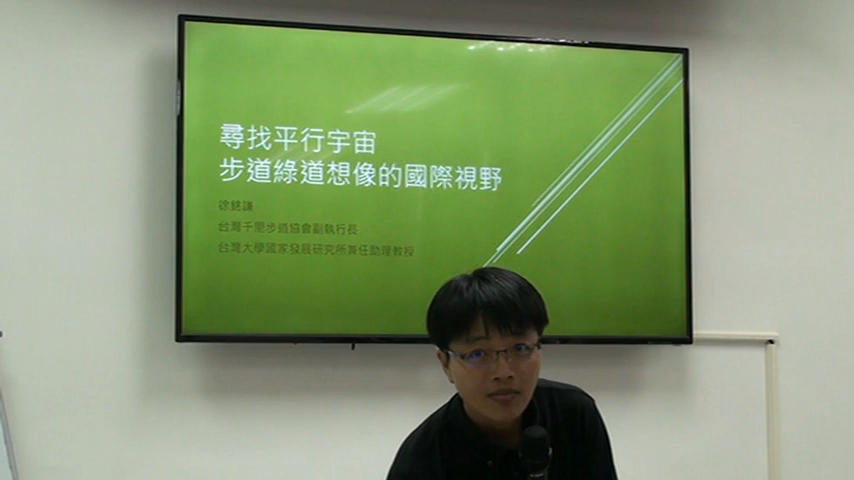 尋找平行宇宙
步道綠道想像的國際視野
徐銘謙
台灣千里步道協會副執行長
台灣大學國家發展研究所兼任助理教授